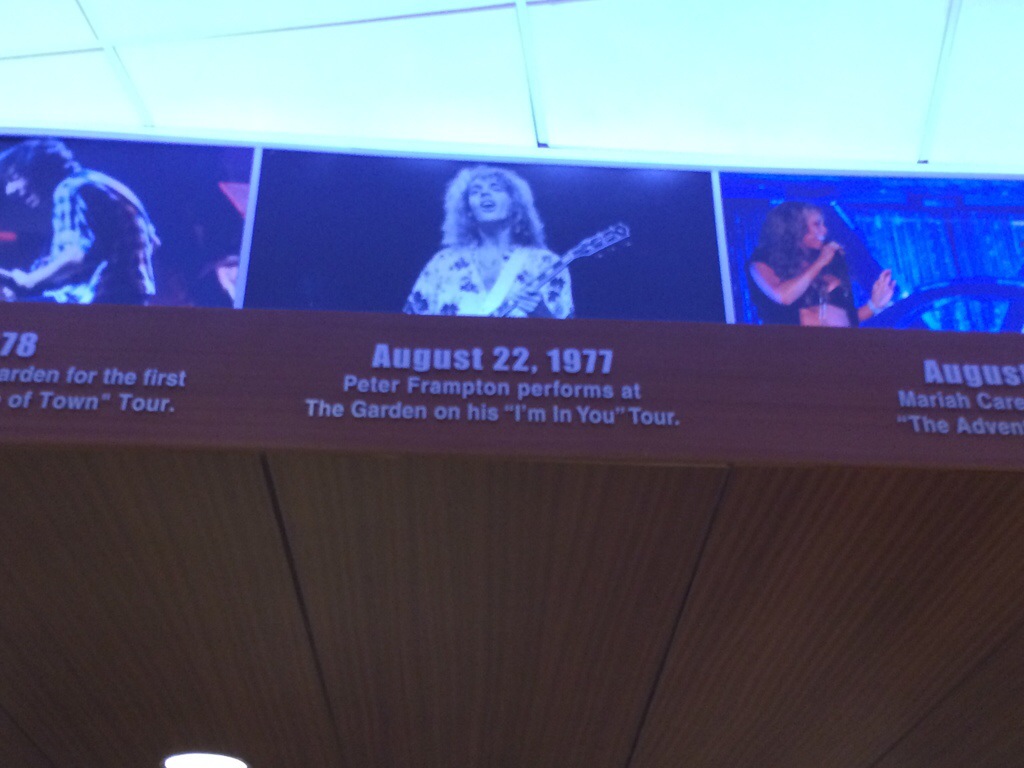 78
arden for the first
of Town" Tour.
August 22, 1977
Peter Frampton performs at
The Garden on his "I'm In You" Tour.
August
Mariah Care
"The Adven